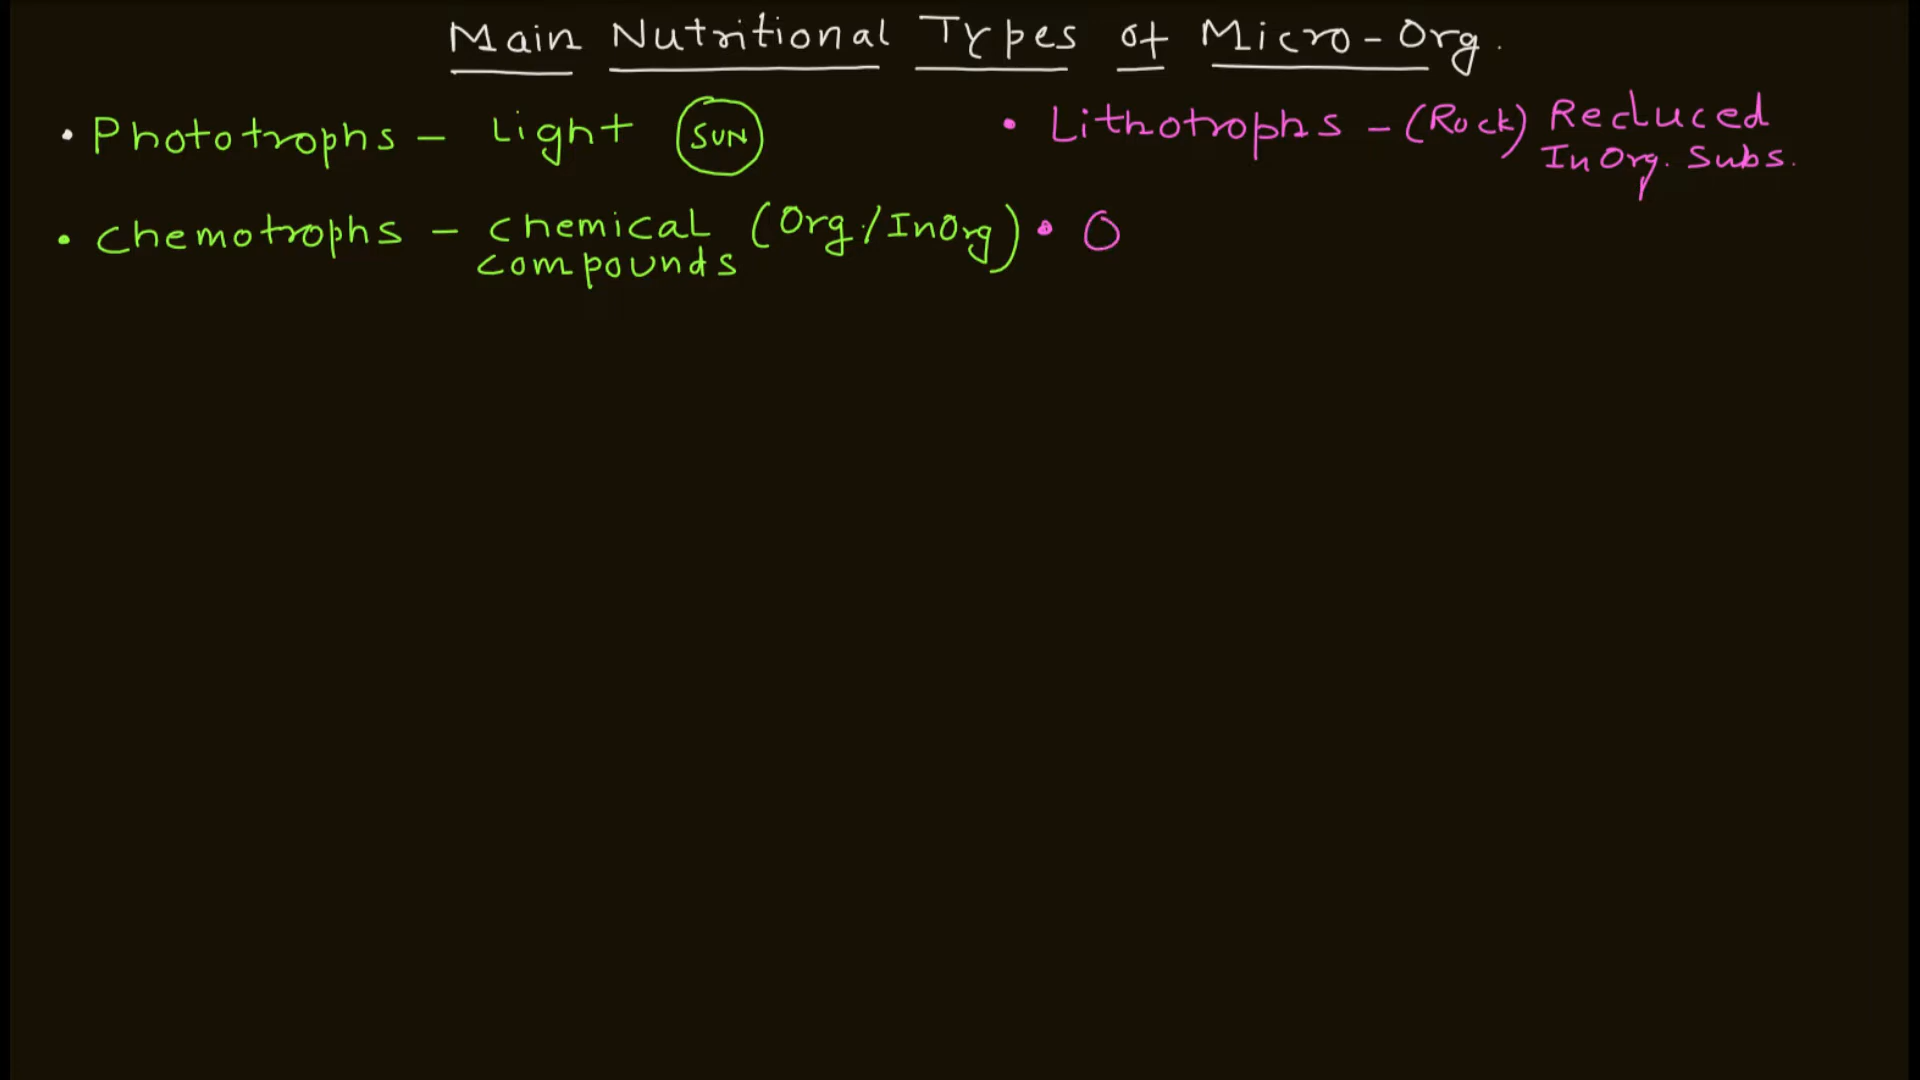 Main Nutritional Types of Micro-Org.
• Phototrophs - Light SUN
• Chemotrophs - Chemical (Org./InOrg)
compounds
• Lithotrophs - (Rock) Reduced
InOrg. Subs.
• O